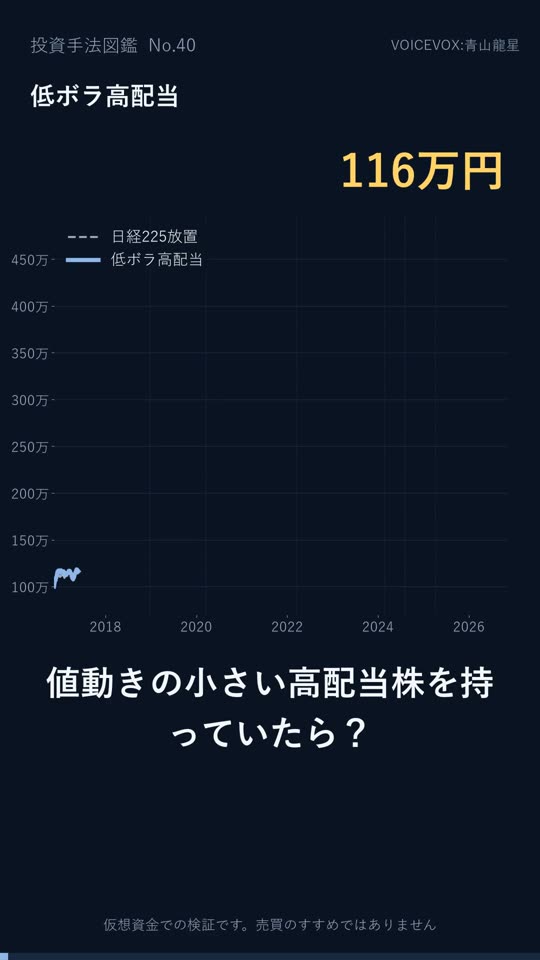 投資手法図鑑 No.40
VOICEVOX:青山龍星
低ボラ高配当
116万円
日経225放置
低ボラ高配当
450万
400万
350万
300万
250万
200万
150万
100万
2018 2020 2022 2024 2026
値動きの小さい高配当株を持
っていたら？
仮想資金での検証です。売買のすすめではありません